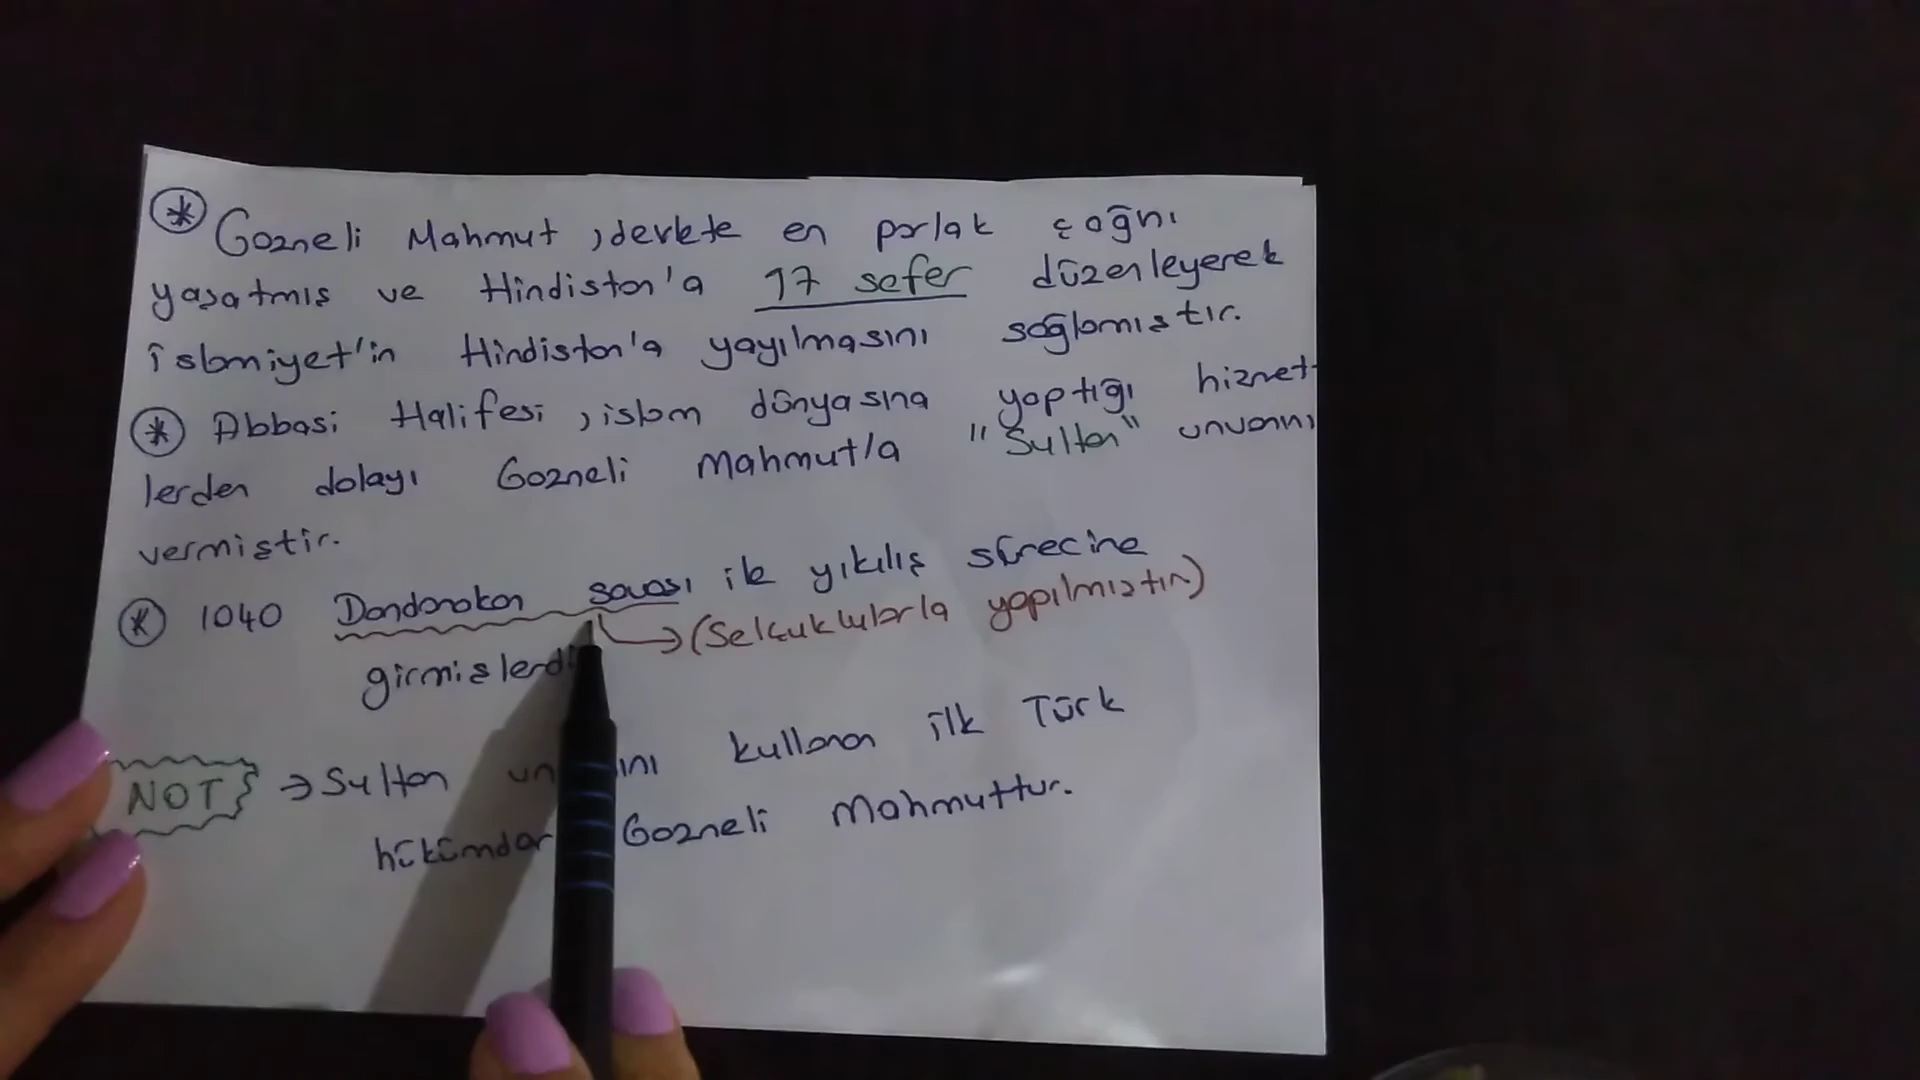 * Gazneli Mahmut, devlete en parlak çağnı
yaşatmış ve Hindistan'a 17 sefer düzenleyerek
İslamiyet'in Hindistan'a yayılmasını sağlamıştır.
* Abbasi Halifesi, islam dünyasına yaptığı hizmet-
lerden dolayı Gazneli Mahmut'a "Sultan" unvanı
vermiştir.
* 1040 Dandanakan savaşı ile yıkılış sürecine
→ (Selçuklularla yapılmıştır)
girmişlerdi
NOT → Sultan kullanan ilk Türk
hükümdar Gazneli Mahmuttur.